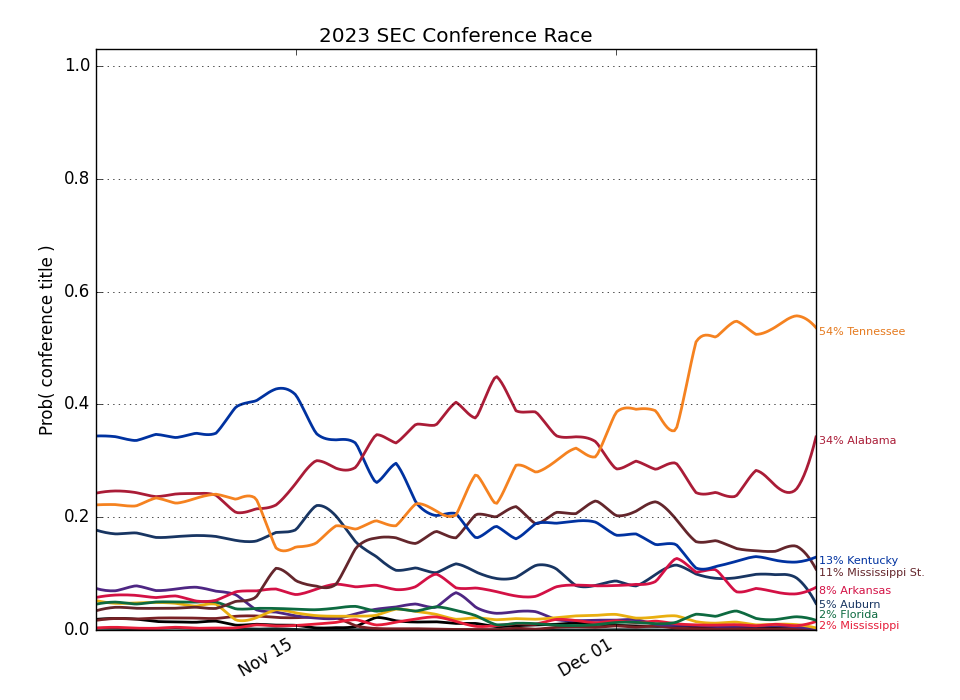 2023 SEC Conference Race
Prob( conference title )
1.0
0.8
0.6
0.4
0.2
0.0
Nov 15
Dec 01
54% Tennessee
34% Alabama
13% Kentucky
11% Mississippi St.
8% Arkansas
5% Auburn
2% Florida
2% Mississippi